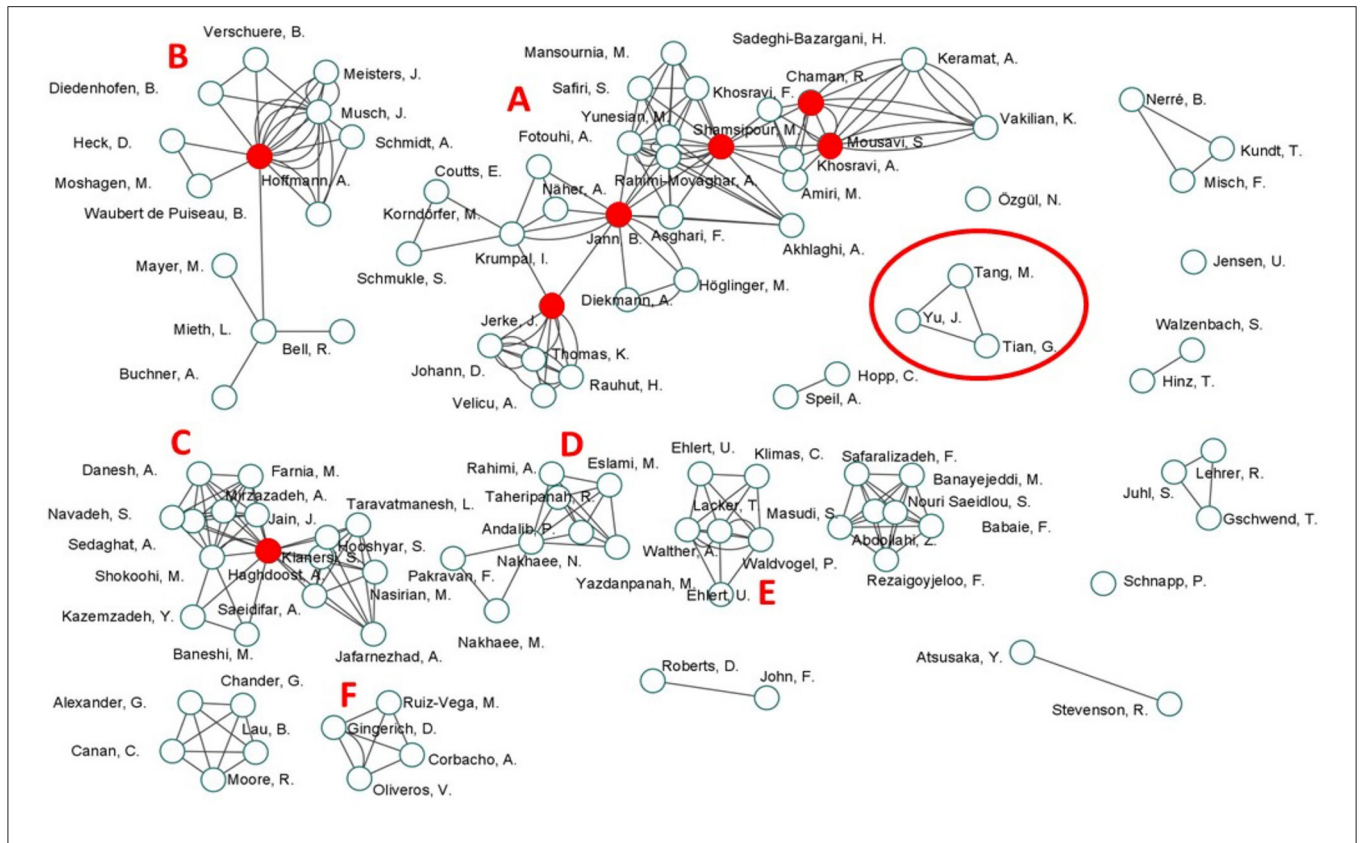 Verschuere, B.
B
Diedenhofen, B.
Meisters, J.
Musch, J.
Heck, D.
Schmidt, A.
Moshagen, M.
Hoffmann, A.
Waubert de Puiseau, B.
Mayer, M.
Mieth, L.
Bell, R.
Buchner, A.
A
Mansournia, M.
Sadeghi-Bazargani, H.
Keramat, A.
Chaman, R.
Safiri, S.
Khosravi, F.
Yunesian, M.
Shamsipour, M.
Vakilian, K.
Fotouhi, A.
Mousavi, S.
Khosravi, A.
Coutts, E.
Näher, A.
Rahimi-Movaghar, A.
Amiri, M.
Korndörfer, M.
Jann, B.
Asghari, F.
Akhlaghi, A.
Krumpal, I.
Schmukle, S.
Diekmann, A.
Höglinger, M.
Jerke, J.
Thomas, K.
Johann, D.
Rauhut, H.
Velicu, A.
Nerré, B.
Kundt, T.
Misch, F.
Özgül, N.
Jensen, U.
Tang, M.
Yu, J.
Tian, G.
Walzenbach, S.
Hinz, T.
Hopp, C.
Speil, A.
C
Danesh, A.
Farnia, M.
Mirzazadeh, A.
Taravatmanesh, L.
Navadeh, S.
Jain, J.
Sedaghat, A.
Hooshyar, S.
Kianersi, S.
Shokoohi, M.
Haghdoost, A.
Nasirian, M.
Kazemzadeh, Y.
Saeidifar, A.
Baneshi, M.
Jafarnezhad, A.
D
Rahimi, A.
Eslami, M.
Taheripanah, R.
Andalib, P.
Nakhaee, N.
Pakravan, F.
Yazdanpanah, M.
Nakhaee, M.
Ehlert, U.
Klimas, C.
Lacker, T.
Masudi, S.
Walther, A.
Waldvogel, P.
Ehlert, U.
E
Safaralizadeh, F.
Banayejeddi, M.
Nouri Saeidlou, S.
Babaie, F.
Abdollahi, Z.
Rezaigoyjeloo, F.
Lehrer, R.
Juhl, S.
Gschwend, T.
Schnapp, P.
Roberts, D.
John, F.
Atsusaka, Y.
Stevenson, R.
Chander, G.
Alexander, G.
Lau, B.
Canan, C.
Moore, R.
F
Ruiz-Vega, M.
Gingerich, D.
Corbacho, A.
Oliveros, V.